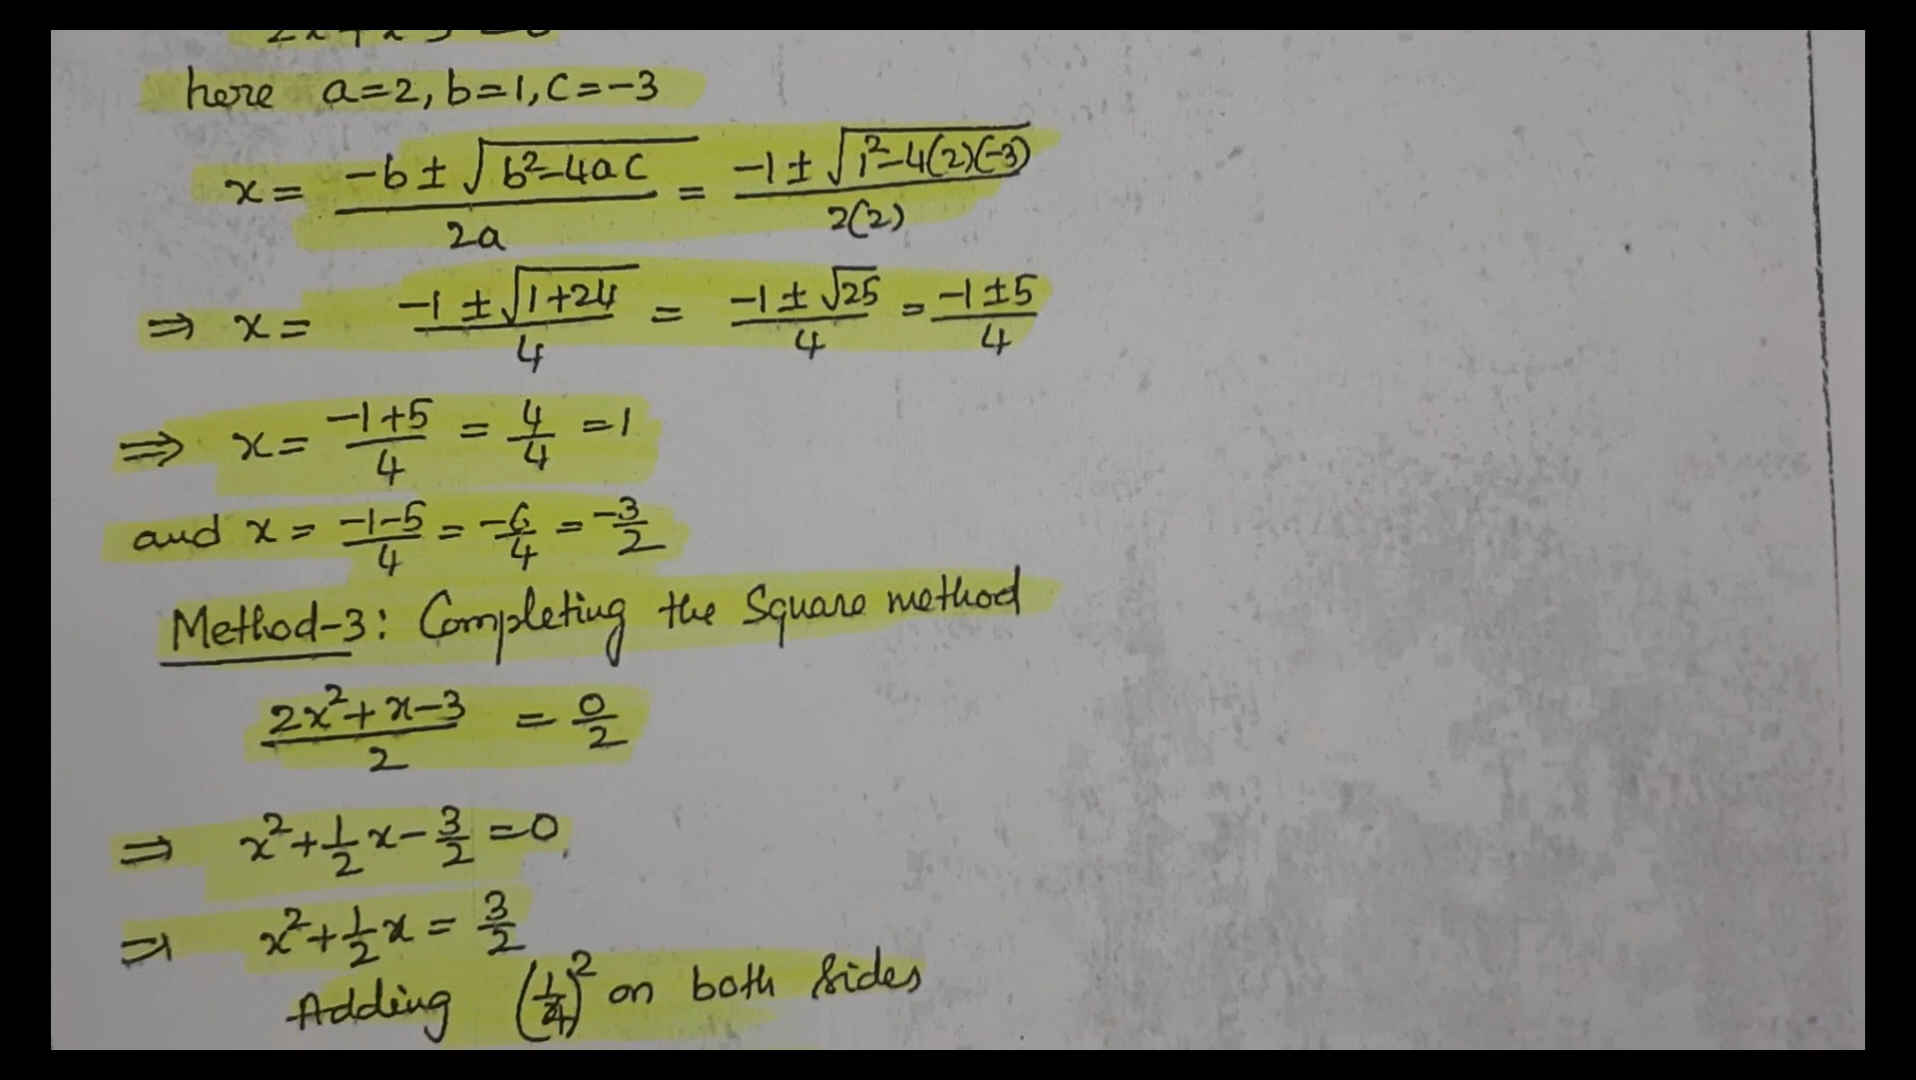 here a=2, b=1, c=-3
x = (-b ± √(b²-4ac))/2a = (-1 ± √(1²-4(2)(-3)))/2(2)
⇒ x = (-1 ± √(1+24))/4 = (-1 ± √25)/4 = (-1±5)/4
⇒ x = (-1+5)/4 = 4/4 = 1
and x = (-1-5)/4 = -6/4 = -3/2
Method-3: Completing the Square method
(2x²+x-3)/2 = 0/2
⇒ x²+1/2 x - 3/2 = 0
⇒ x²+1/2 x = 3/2
Adding (1/4)² on both sides